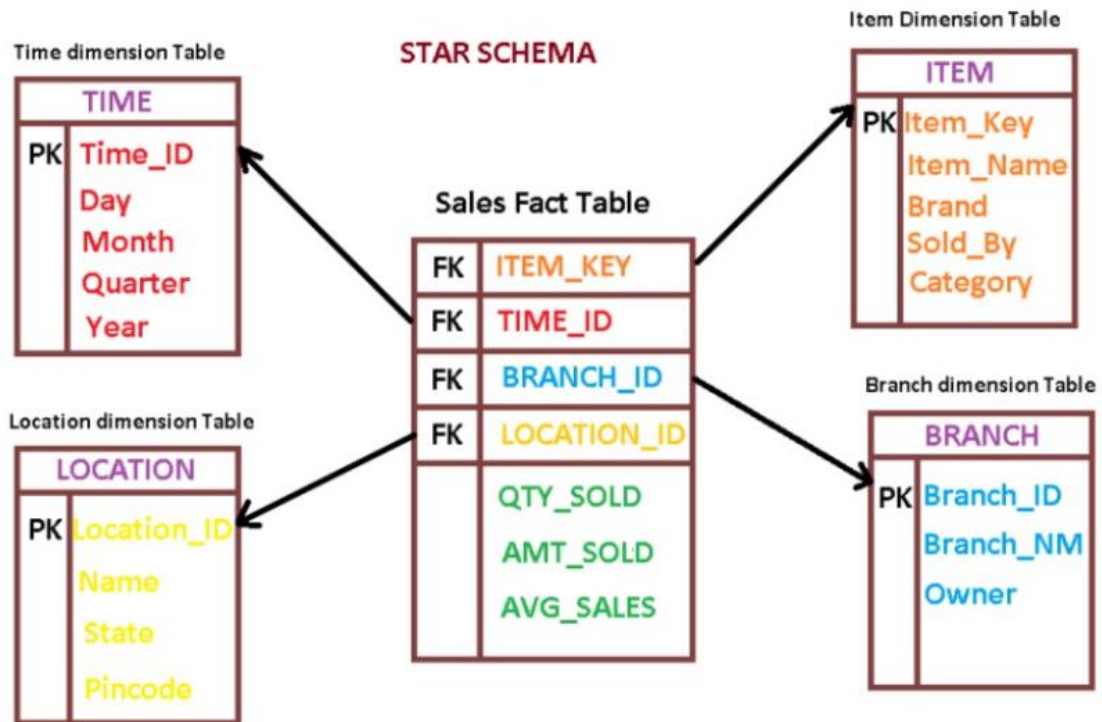 STAR SCHEMA
Time dimension Table
TIME
PK Time_ID
Day
Month
Quarter
Year
Location dimension Table
LOCATION
PK Location_ID
Name
State
Pincode
Sales Fact Table
FK ITEM_KEY
FK TIME_ID
FK BRANCH_ID
FK LOCATION_ID
QTY_SOLD
AMT_SOLD
AVG_SALES
Item Dimension Table
ITEM
PK Item_Key
Item_Name
Brand
Sold_By
Category
Branch dimension Table
BRANCH
PK Branch_ID
Branch_NM
Owner